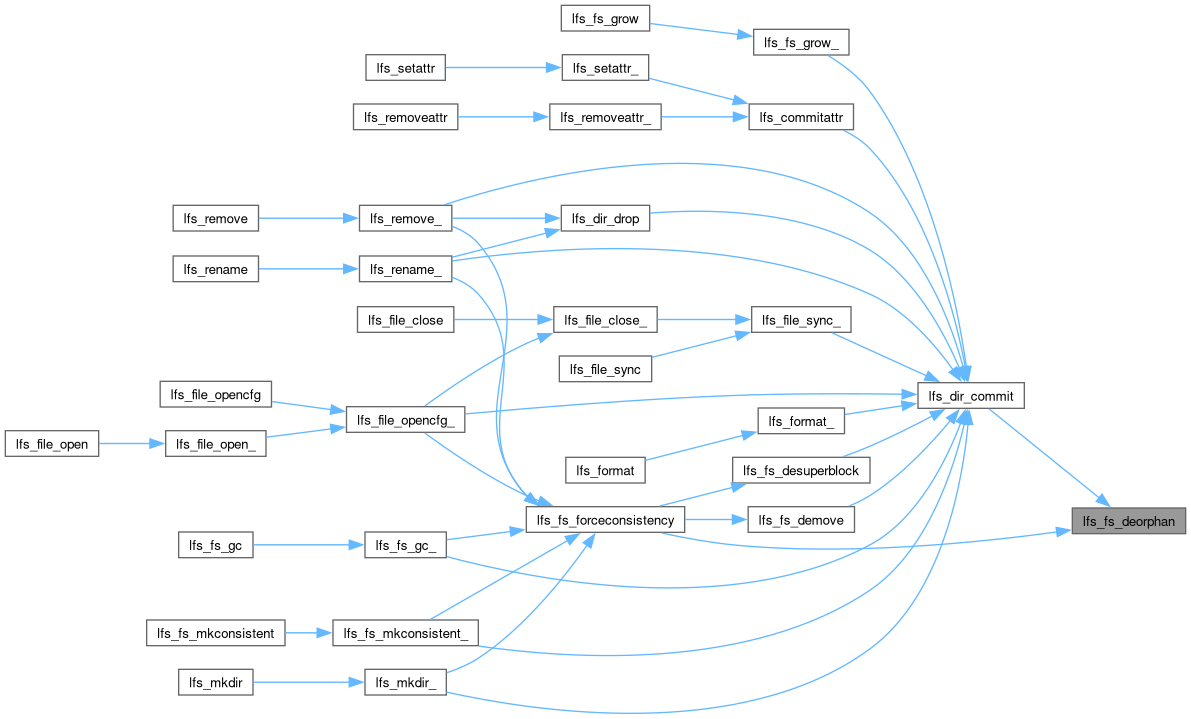 lfs_fs_grow
lfs_fs_grow_
lfs_setattr
lfs_setattr_
lfs_removeattr
lfs_removeattr_
lfs_commitattr
lfs_remove
lfs_remove_
lfs_dir_drop
lfs_rename
lfs_rename_
lfs_file_close
lfs_file_close_
lfs_file_sync_
lfs_file_sync
lfs_file_opencfg
lfs_dir_commit
lfs_file_open
lfs_file_open_
lfs_file_opencfg_
lfs_format_
lfs_format
lfs_fs_desuperblock
lfs_fs_forceconsistency
lfs_fs_demove
lfs_fs_deorphan
lfs_fs_gc
lfs_fs_gc_
lfs_fs_mkconsistent
lfs_fs_mkconsistent_
lfs_mkdir
lfs_mkdir_